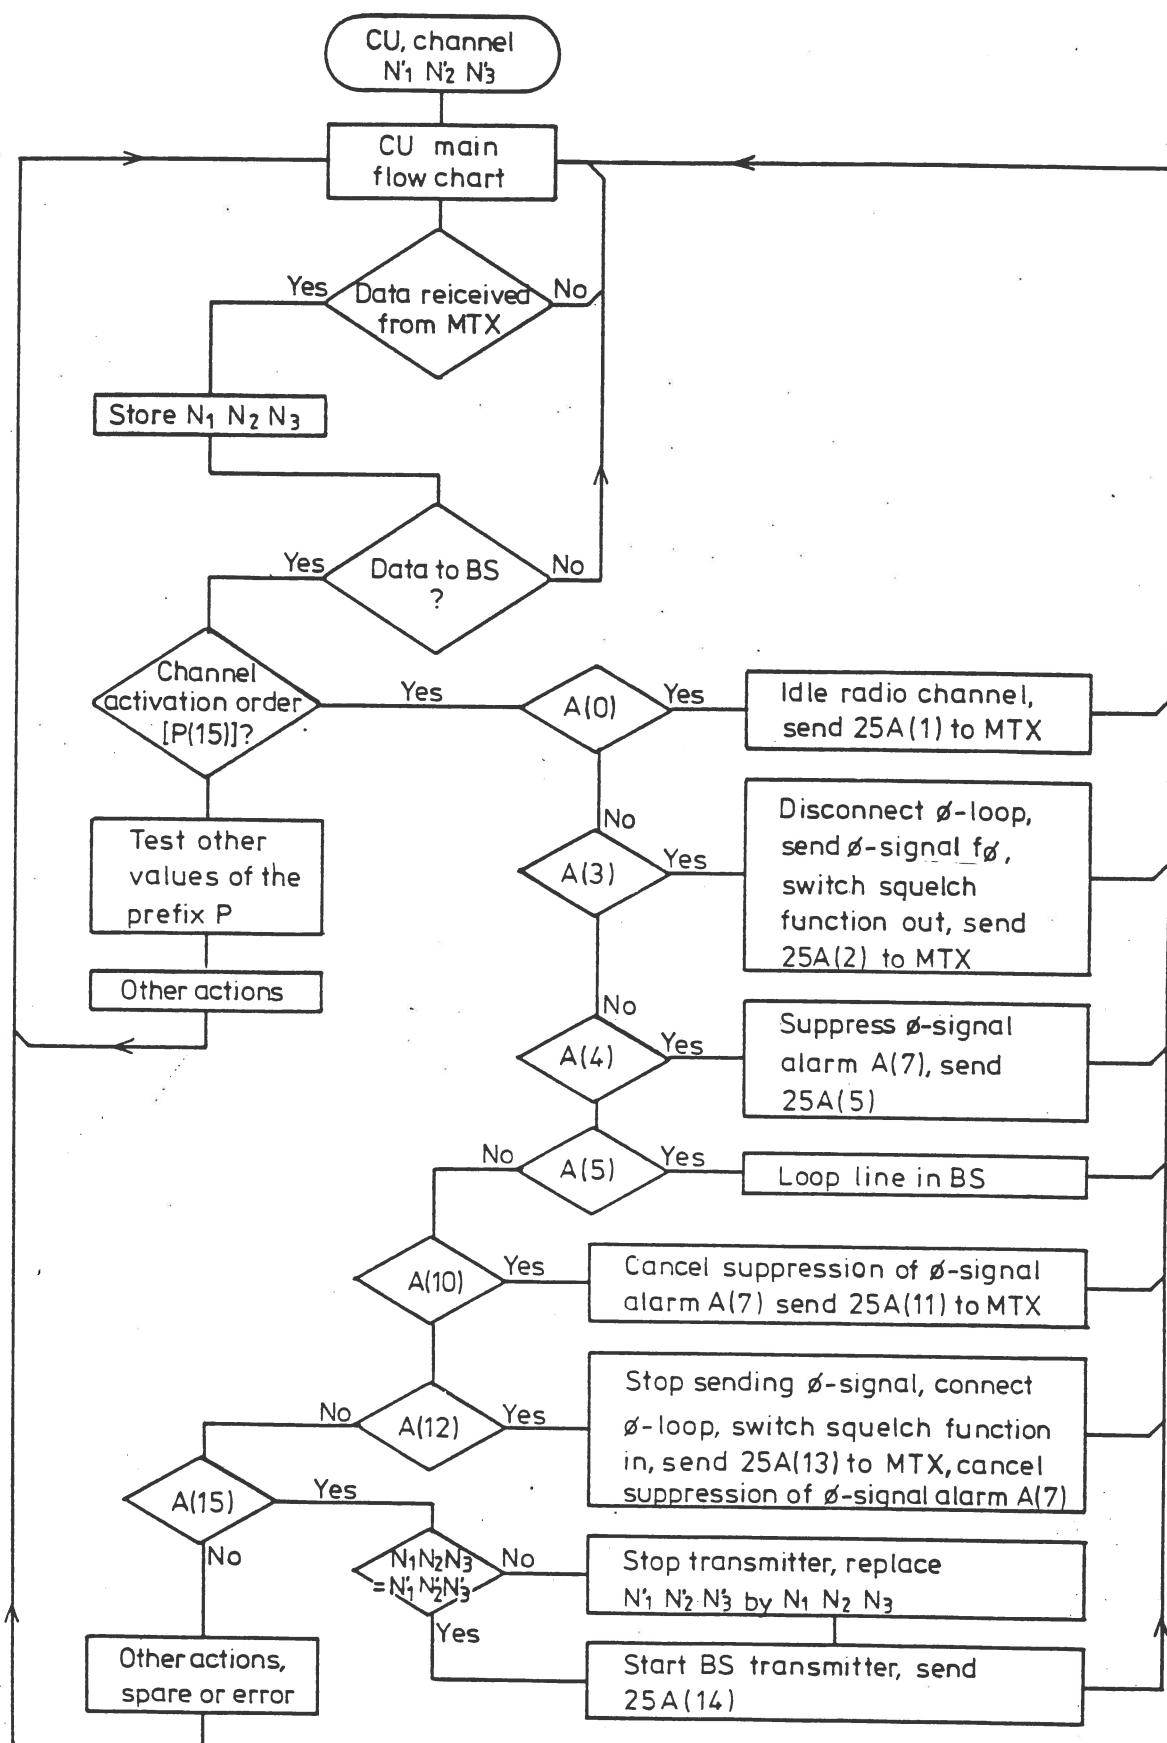 CU, channel
N'1 N'2 N'3
CU main
flow chart
Yes
Data reiceived
from MTX
No
Store N1 N2 N3
Yes
Data to BS
?
No
Channel
activation order
[P(15)]?
Yes
A(0)
Yes
Idle radio channel,
send 25A(1) to MTX
No
Test other
values of the
prefix P
Other actions
A(3)
Yes
Disconnect ø-loop,
send ø-signal fø,
switch squelch
function out, send
25A(2) to MTX
No
A(4)
Yes
Suppress ø-signal
alarm A(7), send
25A(5)
No
A(5)
Yes
Loop line in BS
A(10)
Yes
Cancel suppression of ø-signal
alarm A(7) send 25A(11) to MTX
No
A(12)
Yes
Stop sending ø-signal, connect
ø-loop, switch squelch function
in, send 25A(13) to MTX, cancel
suppression of ø-signal alarm A(7)
A(15)
Yes
No
N1N2N3
=N'1 N'2 N'3
No
Stop transmitter, replace
N'1 N'2 N'3 by N1 N2 N3
Yes
Other actions,
spare or error
Start BS transmitter, send
25A(14)